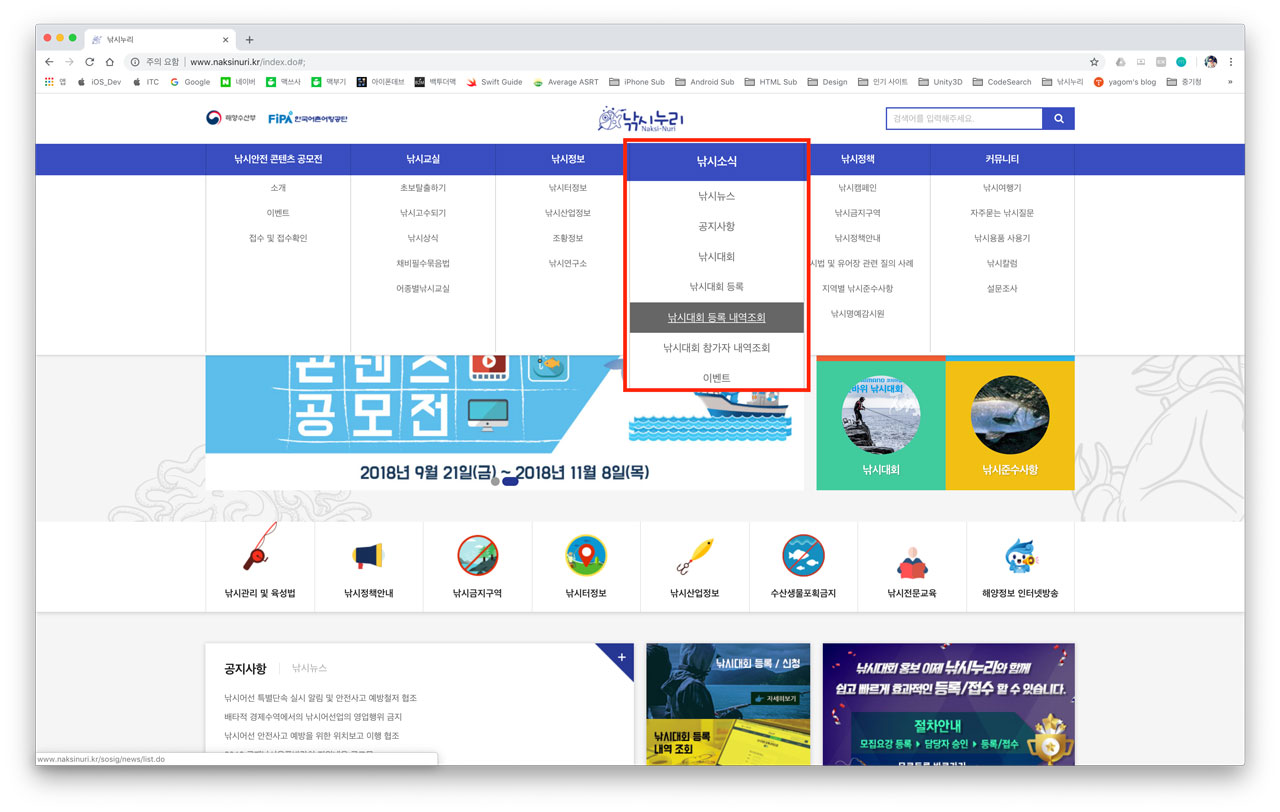 낚시누리
주의 요함 | www.naksinuri.kr/index.do#;
앱 iOS_Dev ITC Google 네이버 맥쓰사 맥부기 아이폰데브 백투더맥 Swift Guide Average ASRT iPhone Sub Android Sub HTML Sub Design 인기 사이트 Unity3D CodeSearch 낚시누리 yagom's blog 중기청 »
해양수산부 FiPA 한국어촌어항공단
낚시누리
Naksi-Nuri
검색어를 입력해주세요.
낚시안전 콘텐츠 공모전 낚시교실 낚시정보 낚시소식 낚시정책 커뮤니티
소개
이벤트
접수 및 접수확인
초보탈출하기
낚시고수되기
낚시상식
채비필수묶음법
어종별낚시교실
낚시터정보
낚시산업정보
조황정보
낚시연구소
낚시뉴스
공지사항
낚시대회
낚시대회 등록
낚시대회 등록 내역조회
낚시대회 참가자 내역조회
이벤트
낚시캠페인
낚시금지구역
낚시정책안내
시법 및 유어장 관련 질의 사례
지역별 낚시준수사항
낚시명예감시원
낚시여행기
자주묻는 낚시질문
낚시용품 사용기
낚시칼럼
설문조사
콘텐츠
공모전
2018년 9월 21일(금) ~ 2018년 11월 8일(목)
바위 낚시대회
낚시대회
낚시준수사항
낚시관리 및 육성법 낚시정책안내 낚시금지구역 낚시터정보 낚시산업정보 수산생물포획금지 낚시전문교육 해양정보 인터넷방송
공지사항 낚시뉴스
+
낚시어선 특별단속 실시 알림 및 안전사고 예방철저 협조
배타적 경제수역에서의 낚시어선업의 영업행위 금지
낚시어선 안전사고 예방을 위한 위치보고 이행 협조
낚시대회 등록 / 신청
자세히보기
낚시대회 등록
내역 조회
낚시대회 홍보 이제 낚시누리와 함께
쉽고 빠르게 효과적인 등록/접수 할 수 있습니다.
절차안내
모집요강 등록 ▶ 담당자 승인 ▶ 등록/접수
www.naksinuri.kr/sosig/news/list.do